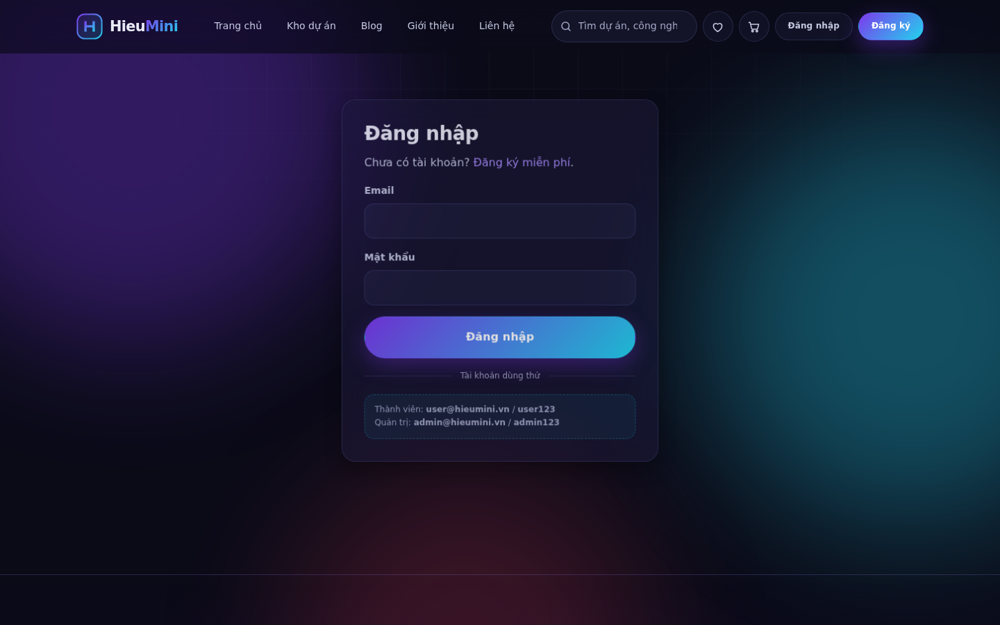 HieuMini
Trang chủ
Kho dự án
Blog
Giới thiệu
Liên hệ
Tìm dự án, công ngh
Đăng nhập
Đăng ký
Đăng nhập
Chưa có tài khoản? Đăng ký miễn phí.
Email
Mật khẩu
Đăng nhập
Tài khoản dùng thử
Thành viên: user@hieumini.vn / user123
Quản trị: admin@hieumini.vn / admin123